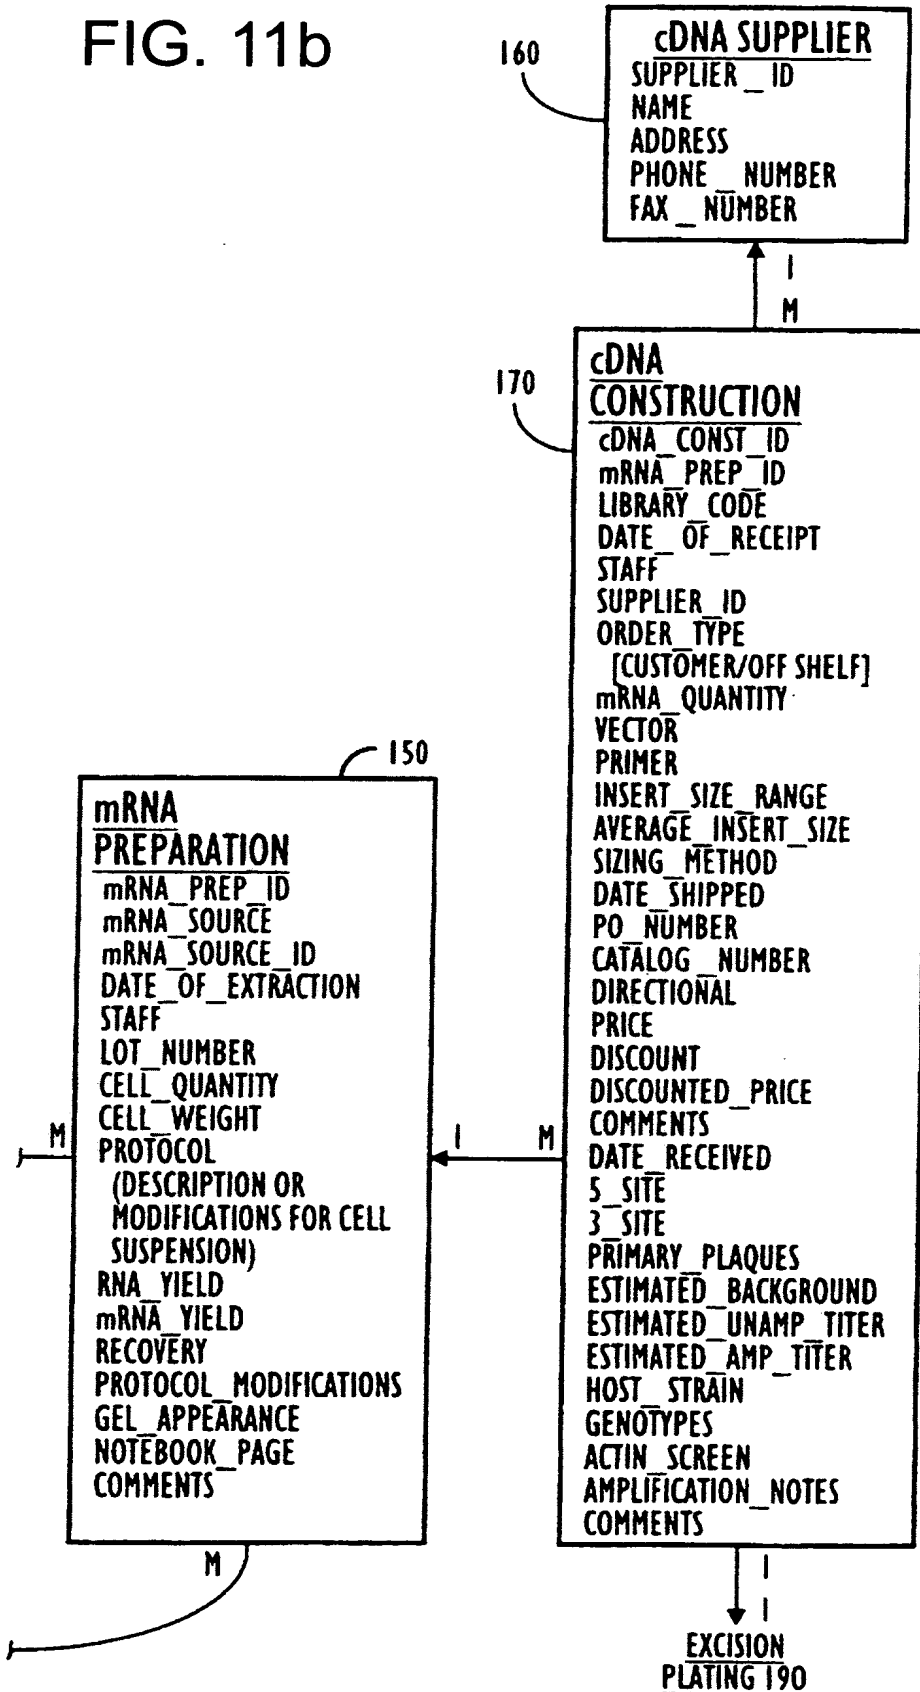 FIG. 11b
160
cDNA SUPPLIER
SUPPLIER_ID
NAME
ADDRESS
PHONE_NUMBER
FAX_NUMBER
1
M
170
cDNA
CONSTRUCTION
cDNA_CONST_ID
mRNA_PREP_ID
LIBRARY_CODE
DATE_OF_RECEIPT
STAFF
SUPPLIER_ID
ORDER_TYPE
[CUSTOMER/OFF SHELF]
mRNA_QUANTITY
VECTOR
PRIMER
INSERT_SIZE_RANGE
AVERAGE_INSERT_SIZE
SIZING_METHOD
DATE_SHIPPED
PO_NUMBER
CATALOG_NUMBER
DIRECTIONAL
PRICE
DISCOUNT
DISCOUNTED_PRICE
COMMENTS
DATE_RECEIVED
5_SITE
3_SITE
PRIMARY_PLAQUES
ESTIMATED_BACKGROUND
ESTIMATED_UNAMP_TITER
ESTIMATED_AMP_TITER
HOST_STRAIN
GENOTYPES
ACTIN_SCREEN
AMPLIFICATION_NOTES
COMMENTS
150
mRNA
PREPARATION
mRNA_PREP_ID
mRNA_SOURCE
mRNA_SOURCE_ID
DATE_OF_EXTRACTION
STAFF
LOT_NUMBER
CELL_QUANTITY
CELL_WEIGHT
PROTOCOL
(DESCRIPTION OR
MODIFICATIONS FOR CELL
SUSPENSION)
RNA_YIELD
mRNA_YIELD
RECOVERY
PROTOCOL_MODIFICATIONS
GEL_APPEARANCE
NOTEBOOK_PAGE
COMMENTS
M
1 M
M
1
1
EXCISION
PLATING 190